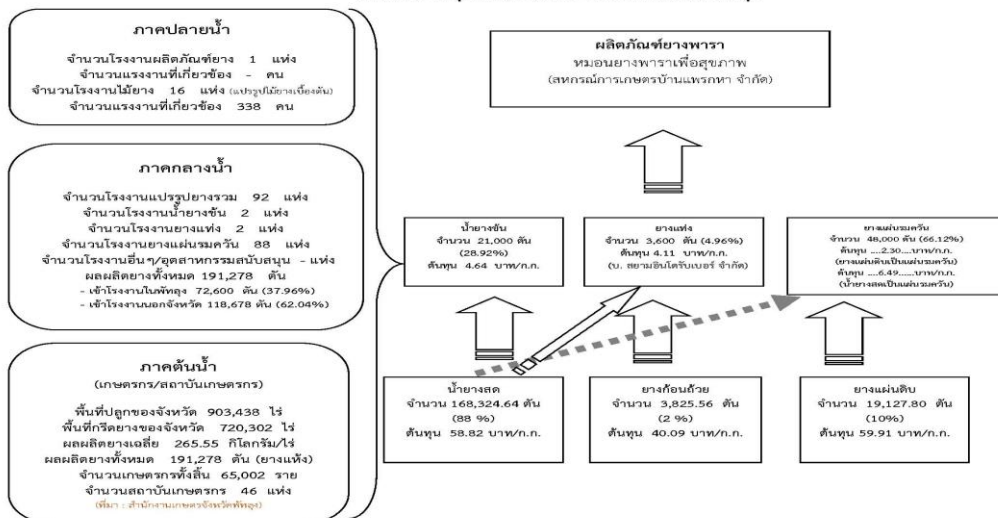 ภาคปลายน้ำ
จำนวนโรงงานผลิตภัณฑ์ยาง 1 แห่ง
จำนวนแรงงานที่เกี่ยวข้อง - คน
จำนวนโรงงานไม้ยาง 16 แห่ง (แปรรูปไม้ยางเบื้องต้น)
จำนวนแรงงานที่เกี่ยวข้อง 338 คน
ผลิตภัณฑ์ยางพารา
หมอนยางพาราเพื่อสุขภาพ
(สหกรณ์การเกษตรบ้านแพรกหา จำกัด)
ภาคกลางน้ำ
จำนวนโรงงานแปรรูปยางรวม 92 แห่ง
จำนวนโรงงานน้ำยางข้น 2 แห่ง
จำนวนโรงงานยางแท่ง 2 แห่ง
จำนวนโรงงานยางแผ่นรมควัน 88 แห่ง
จำนวนโรงงานอื่นๆ/อุตสาหกรรมสนับสนุน - แห่ง
ผลผลิตยางทั้งหมด 191,278 ตัน
- เข้าโรงงานในพัทลุง 72,600 ตัน (37.96%)
- เข้าโรงงานนอกจังหวัด 118,678 ตัน (62.04%)
น้ำยางข้น
จำนวน 21,000 ตัน
(28.92%)
ต้นทุน 4.64 บาท/ก.ก.
ยางแท่ง
จำนวน 3,600 ตัน (4.96%)
ต้นทุน 4.11 บาท/ก.ก.
(บ. สยามอินโดรับเบอร์ จำกัด)
ยางแผ่นรมควัน
จำนวน 48,000 ตัน (66.12%)
ต้นทุน ....2.30.....บาท/ก.ก.
(ยางแผ่นดิบเป็นแผ่นรมควัน)
ต้นทุน ....6.49......บาท/ก.ก.
(น้ำยางสดเป็นแผ่นรมควัน)
ภาคต้นน้ำ
(เกษตรกร/สถาบันเกษตรกร)
พื้นที่ปลูกของจังหวัด 903,438 ไร่
พื้นที่กรีดยางของจังหวัด 720,302 ไร่
ผลผลิตยางเฉลี่ย 265.55 กิโลกรัม/ไร่
ผลผลิตยางทั้งหมด 191,278 ตัน (ยางแห้ง)
จำนวนเกษตรกรทั้งสิ้น 65,002 ราย
จำนวนสถาบันเกษตรกร 46 แห่ง
(ที่มา : สำนักงานเกษตรจังหวัดพัทลุง)
น้ำยางสด
จำนวน 168,324.64 ตัน
(88 %)
ต้นทุน 58.82 บาท/ก.ก.
ยางก้อนถ้วย
จำนวน 3,825.56 ตัน
(2 %)
ต้นทุน 40.09 บาท/ก.ก.
ยางแผ่นดิบ
จำนวน 19,127.80 ตัน
(10%)
ต้นทุน 59.91 บาท/ก.ก.